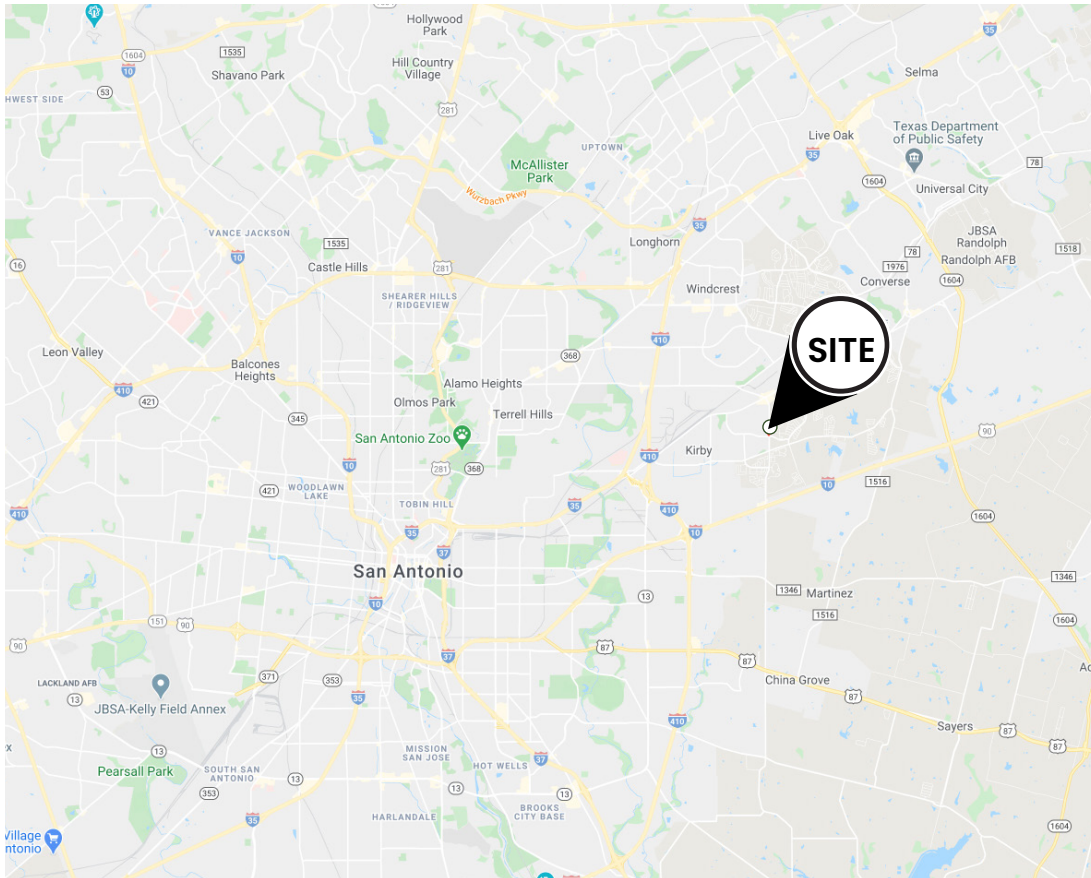 Hollywood
Park
1604
1535
10
Shavano Park
Hill Country
Village
35
Selma
53
HWEST SIDE
281
Live Oak
Texas Department
of Public Safety
UPTOWN
35
McAllister
Park
78
1604
Universal City
Wurzbach Pkwy
35
VANCE JACKSON
JBSA
Randolph
1535
Longhorn
10
78
1518
Randolph AFB
16
Castle Hills
281
1976
Converse
1604
Windcrest
SHEARER HILLS
/ RIDGEVIEW
410
SITE
Leon Valley
368
Balcones
Heights
Alamo Heights
410
421
Olmos Park
Terrell Hills
345
San Antonio Zoo
90
Kirby
410
10
281
368
WOODLAWN
LAKE
421
10
1516
TOBIN HILL
35
410
410
1604
35
37
10
San Antonio
1346
1346
Martinez
13
10
1516
151
90
1604
90
87
37
87
371
353
China Grove
LACKLAND AFB
13
35
87
JBSA-Kelly Field Annex
410
Sayers
87
87
13
MISSION
SAN JOSE
37
HOT WELLS
Pearsall Park
SOUTH SAN
ANTONIO
13
13
353
13
BROOKS
CITY BASE
HARLANDALE
35
1604
Village
ntonio